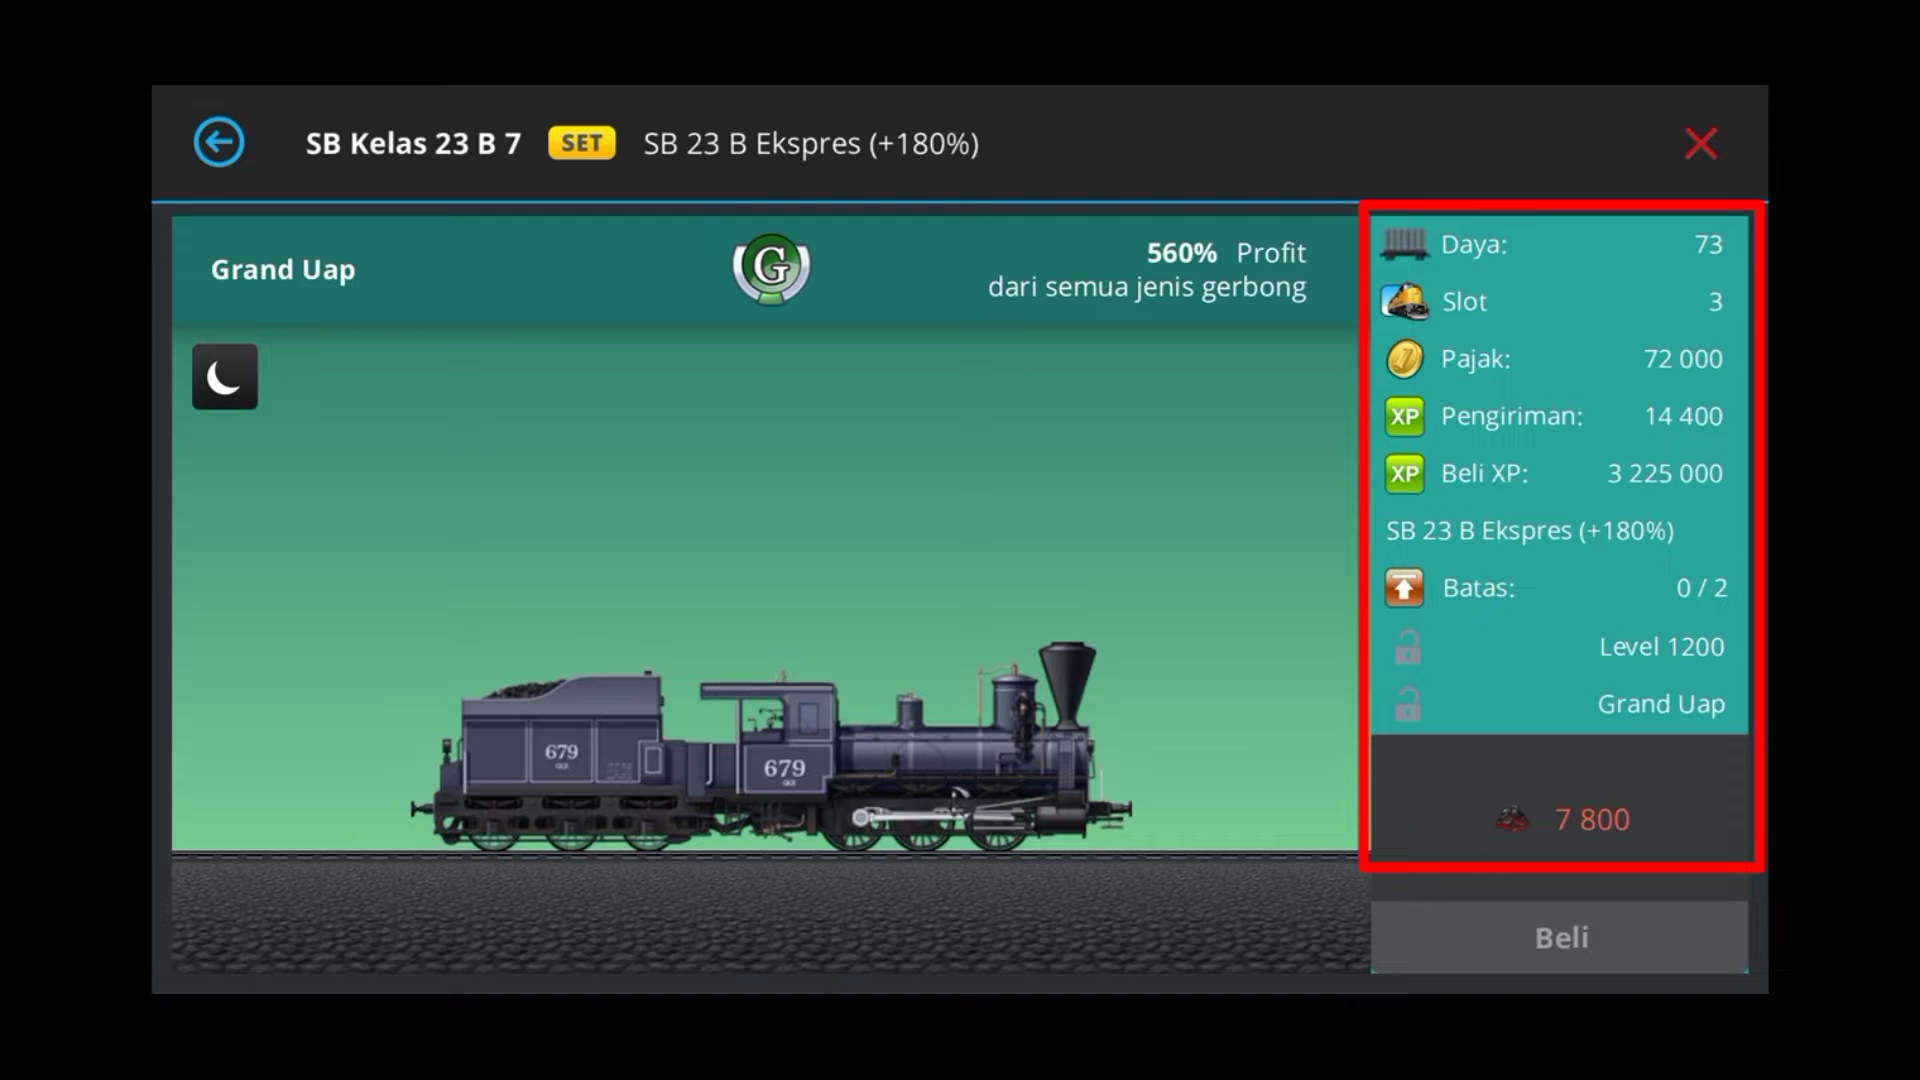 SB Kelas 23 B 7 SET SB 23 B Ekspres (+180%)
Grand Uap
G
560% Profit
dari semua jenis gerbong
Daya: 73
Slot 3
Pajak: 72 000
XP Pengiriman: 14 400
XP Beli XP: 3 225 000
SB 23 B Ekspres (+180%)
Batas: 0 / 2
Level 1200
Grand Uap
7 800
Beli
679
679